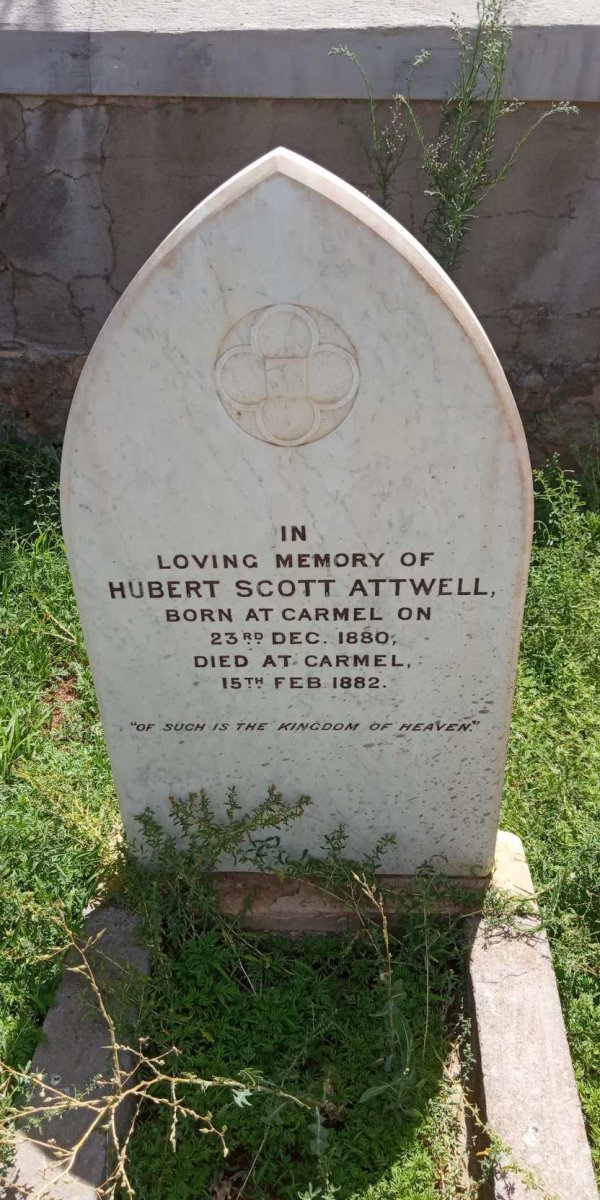 IN
LOVING MEMORY OF
HUBERT SCOTT ATTWELL,
BORN AT CARMEL ON
23RD DEC. 1880,
DIED AT CARMEL,
15TH FEB. 1882.
"OF SUCH IS THE KINGDOM OF HEAVEN."